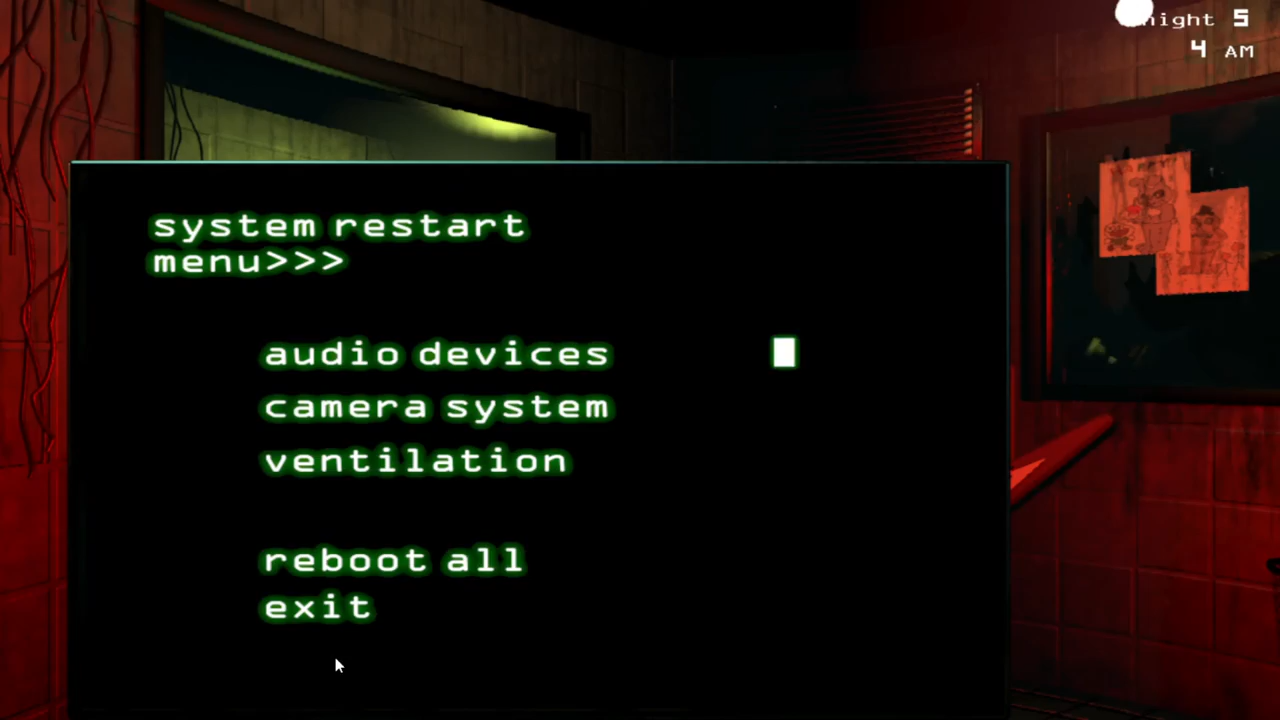 night 5
4 AM
system restart
menu>>>
audio devices
camera system
ventilation
reboot all
exit